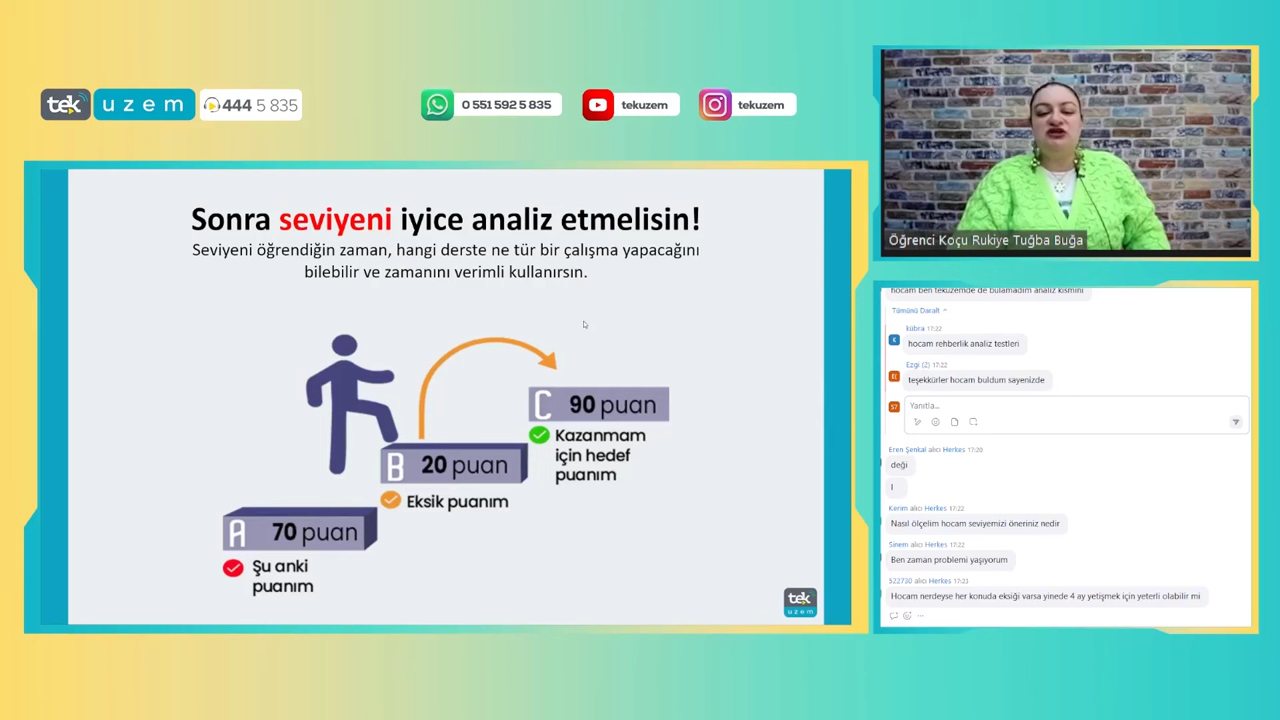 tek uzem 444 5 835
0 551 592 5 835
tekuzem
tekuzem
Sonra seviyeni iyice analiz etmelisin!
Seviyeni öğrendiğin zaman, hangi derste ne tür bir çalışma yapacağını
bilebilir ve zamanını verimli kullanırsın.
C 90 puan
Kazanmam
için hedef
puanım
B 20 puan
Eksik puanım
A 70 puan
Şu anki
puanım
tek
uzem
Öğrenci Koçu Rukiye Tuğba Buğa
hocam ben tekuzemde de bulamadım analiz kısmını
Tümünü Daralt
kübra 17:22
K
hocam rehberlik analiz testleri
Ezgi (2) 17:22
E(
teşekkürler hocam buldum sayenizde
Yanıtla...
Eren Şenkal alıcı Herkes 17:20
deği
l
Kerim alıcı Herkes 17:22
Nasıl ölçelim hocam seviyemizi öneriniz nedir
Sinem alıcı Herkes 17:22
Ben zaman problemi yaşıyorum
522730 alıcı Herkes 17:23
Hocam nerdeyse her konuda eksiği varsa yinede 4 ay yetişmek için yeterli olabilir mi